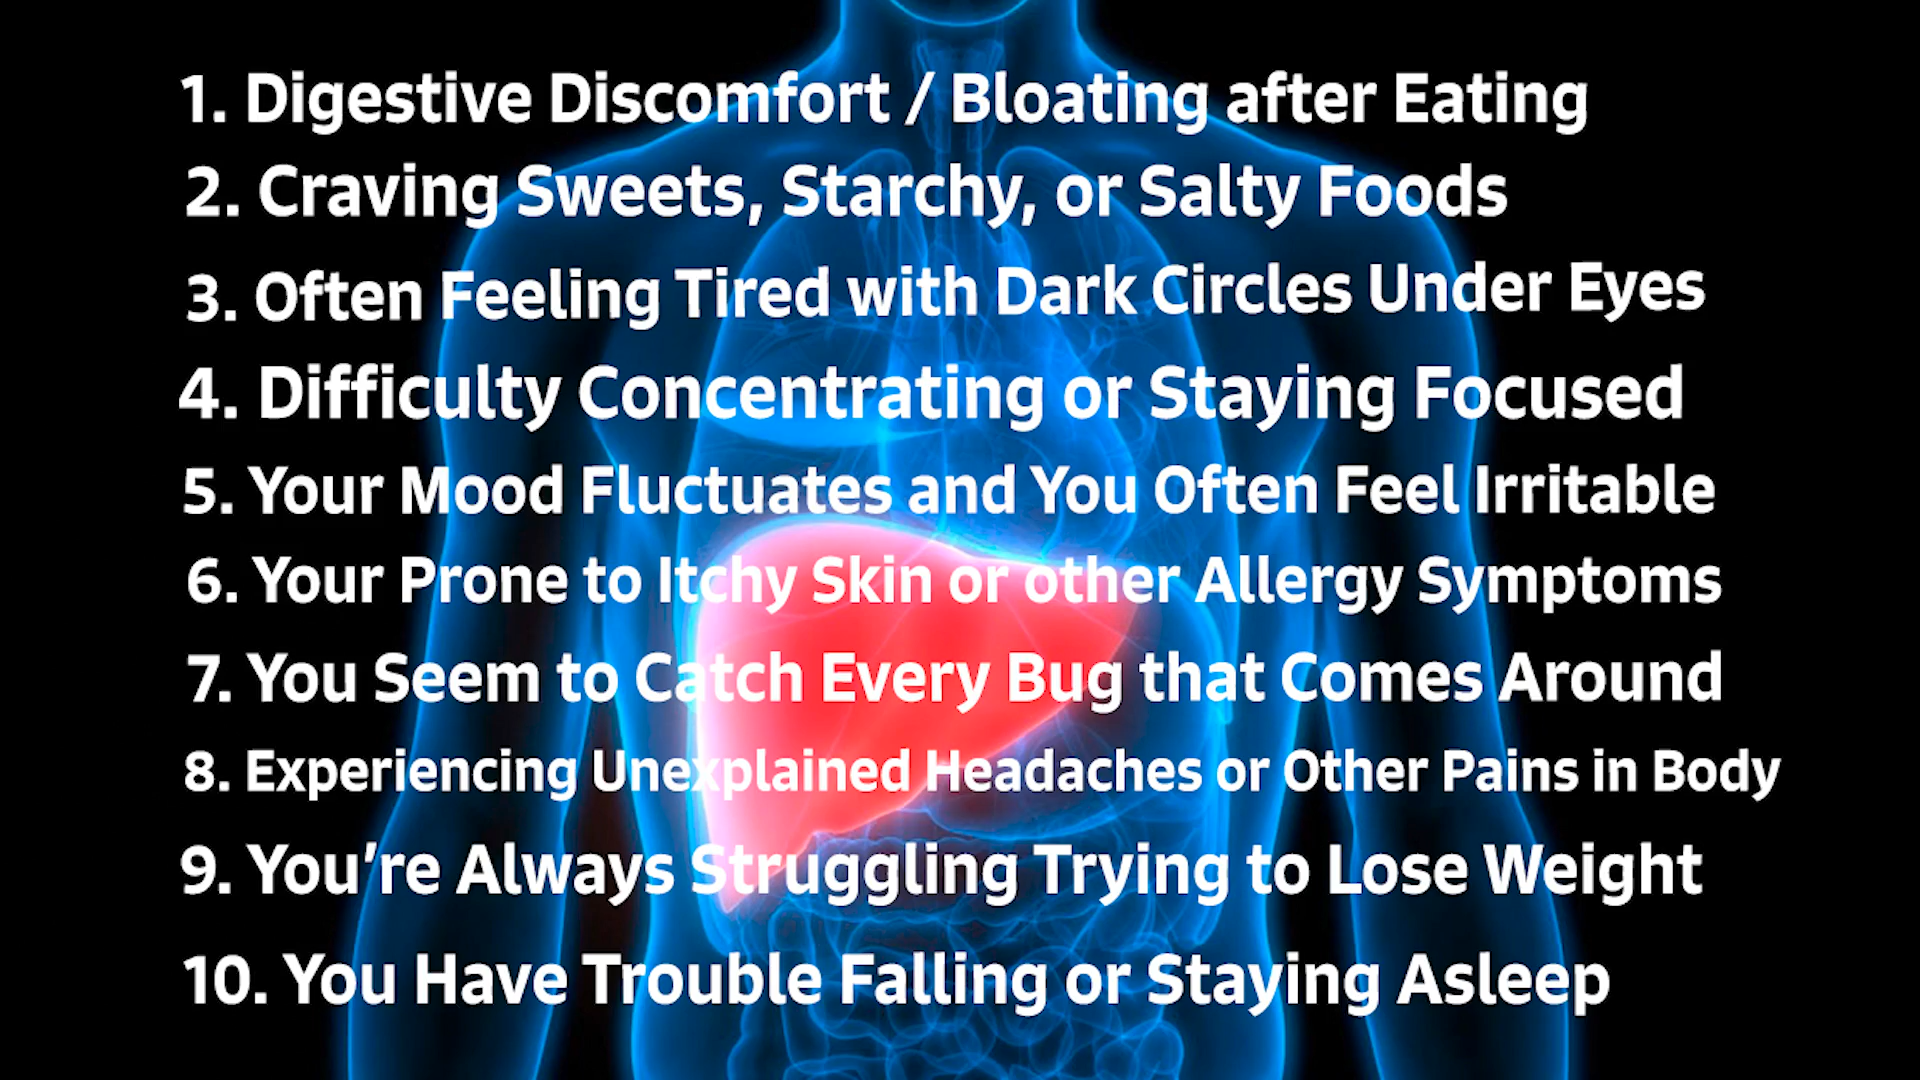 1. Digestive Discomfort / Bloating after Eating
2. Craving Sweets, Starchy, or Salty Foods
3. Often Feeling Tired with Dark Circles Under Eyes
4. Difficulty Concentrating or Staying Focused
5. Your Mood Fluctuates and You Often Feel Irritable
6. Your Prone to Itchy Skin or other Allergy Symptoms
7. You Seem to Catch Every Bug that Comes Around
8. Experiencing Unexplained Headaches or Other Pains in Body
9. You’re Always Struggling Trying to Lose Weight
10. You Have Trouble Falling or Staying Asleep